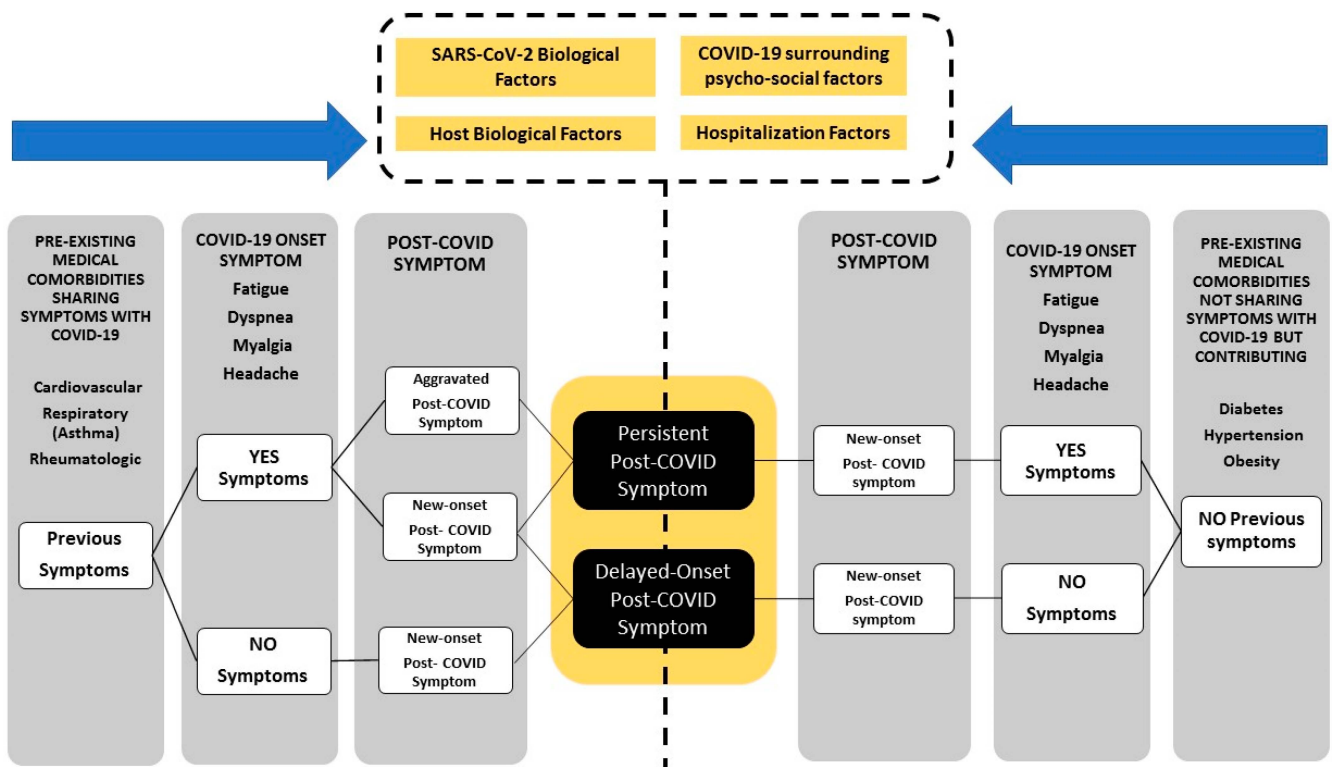 SARS-CoV-2 Biological
Factors
COVID-19 surrounding
psycho-social factors
Host Biological Factors
Hospitalization Factors
PRE-EXISTING
MEDICAL
COMORBIDITIES
SHARING
SYMPTOMS WITH
COVID-19
Cardiovascular
Respiratory
(Asthma)
Rheumatologic
Previous
Symptoms
COVID-19 ONSET
SYMPTOM
Fatigue
Dyspnea
Myalgia
Headache
YES
Symptoms
NO
Symptoms
POST-COVID
SYMPTOM
Aggravated
Post-COVID
Symptom
New-onset
Post- COVID
Symptom
New-onset
Post- COVID
Symptom
Persistent
Post-COVID
Symptom
Delayed-Onset
Post-COVID
Symptom
POST-COVID
SYMPTOM
New-onset
Post- COVID
symptom
New-onset
Post-COVID
symptom
COVID-19 ONSET
SYMPTOM
Fatigue
Dyspnea
Myalgia
Headache
YES
Symptoms
NO
Symptoms
PRE-EXISTING
MEDICAL
COMORBIDITIES
NOT SHARING
SYMPTOMS WITH
COVID-19 BUT
CONTRIBUTING
Diabetes
Hypertension
Obesity
NO Previous
symptoms